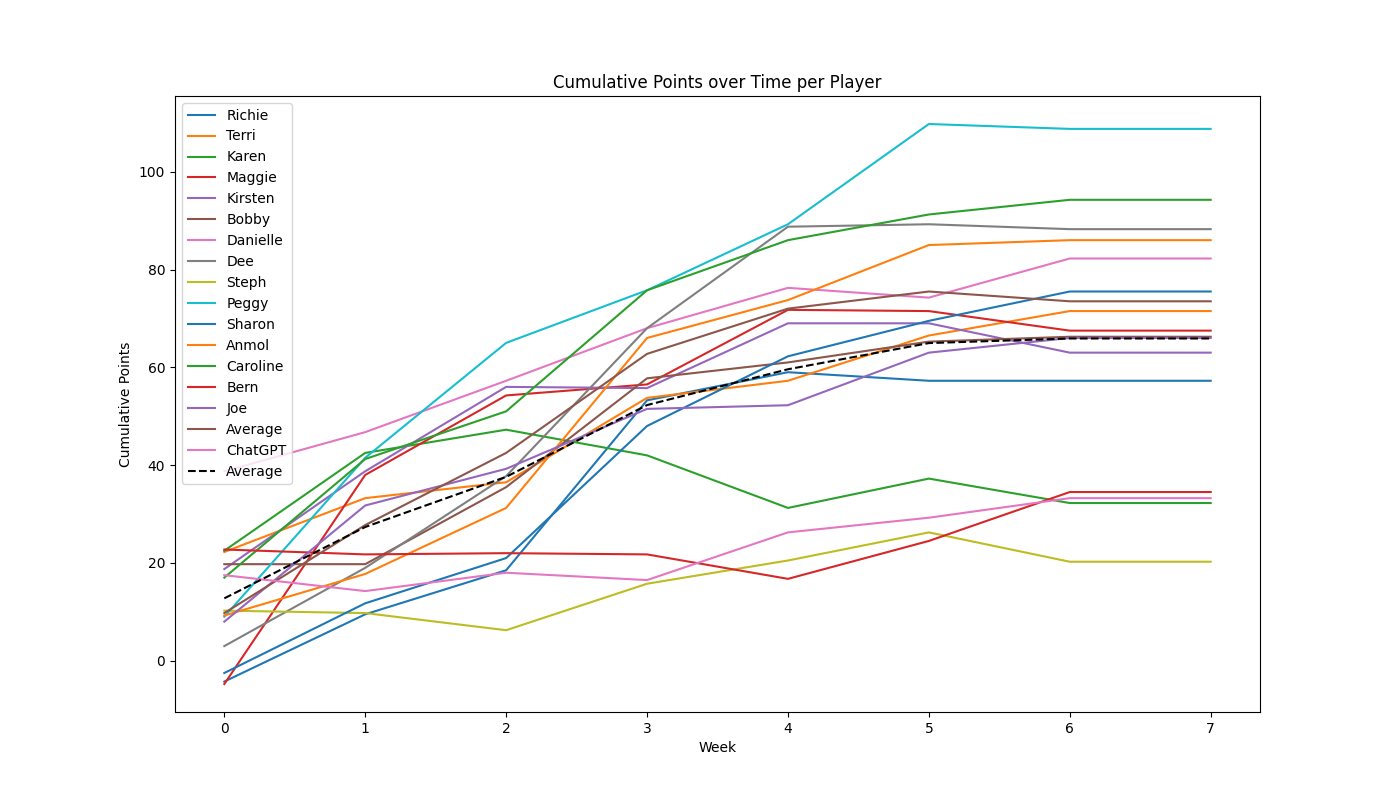 Cumulative Points over Time per Player
Richie
Terri
Karen
Maggie
Kirsten
Bobby
Danielle
Dee
Steph
Peggy
Sharon
Anmol
Caroline
Bern
Joe
Average
ChatGPT
Average
Cumulative Points
100
80
60
40
20
0
0 1 2 3 4 5 6 7
Week